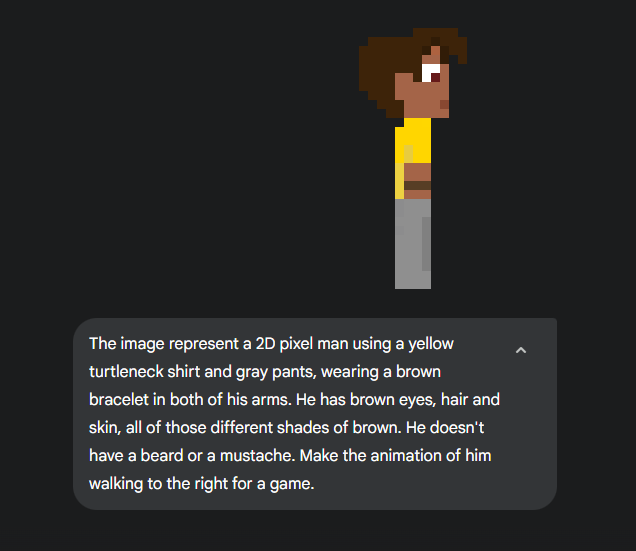 The image represent a 2D pixel man using a yellow
turtleneck shirt and gray pants, wearing a brown
bracelet in both of his arms. He has brown eyes, hair and
skin, all of those different shades of brown. He doesn't
have a beard or a mustache. Make the animation of him
walking to the right for a game.